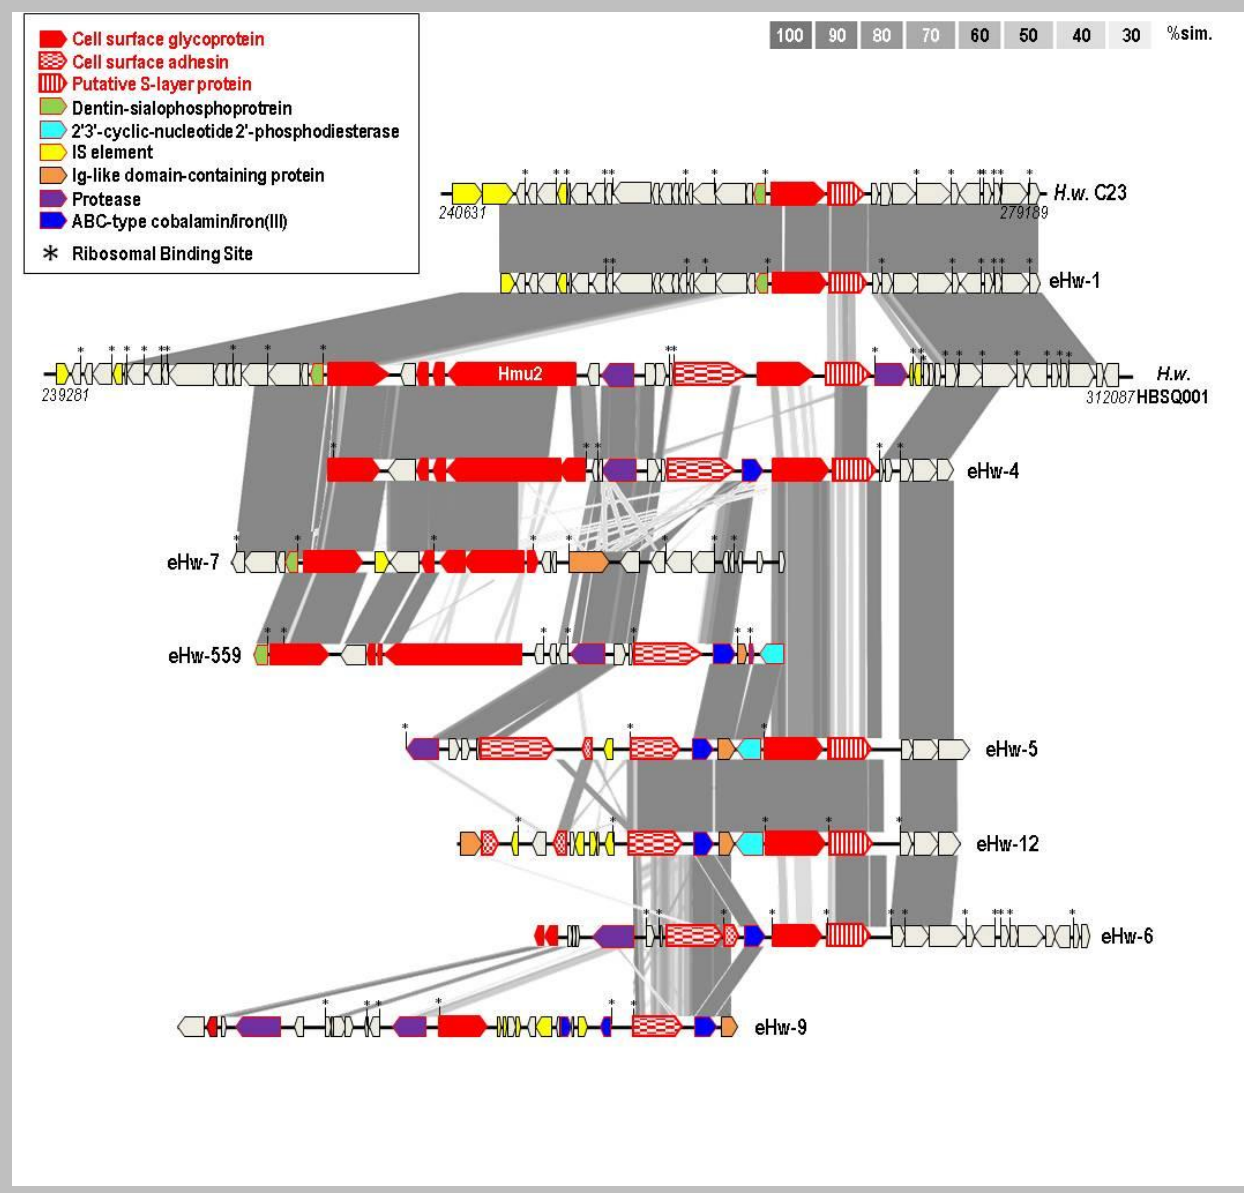 Cell surface glycoprotein
Cell surface adhesin
Putative S-layer protein
Dentin-sialophosphoprotrein
2'3'-cyclic-nucleotide 2'-phosphodiesterase
IS element
Ig-like domain-containing protein
Protease
ABC-type cobalamin/iron(III)
* Ribosomal Binding Site
100 90 80 70 60 50 40 30 %sim.
H.w. C23
240631 279189
eHw-1
Hmu2
H.w.
239281 312087 HBSQ001
eHw-4
eHw-7
eHw-559
eHw-5
eHw-12
eHw-6
eHw-9